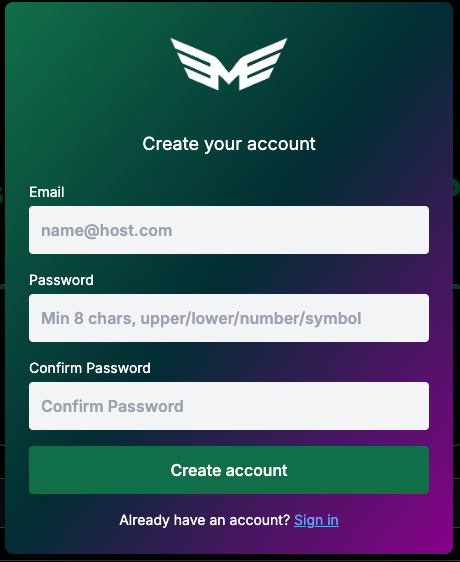 Create your account
Email
name@host.com
Password
Min 8 chars, upper/lower/number/symbol
Confirm Password
Confirm Password
Create account
Already have an account? Sign in